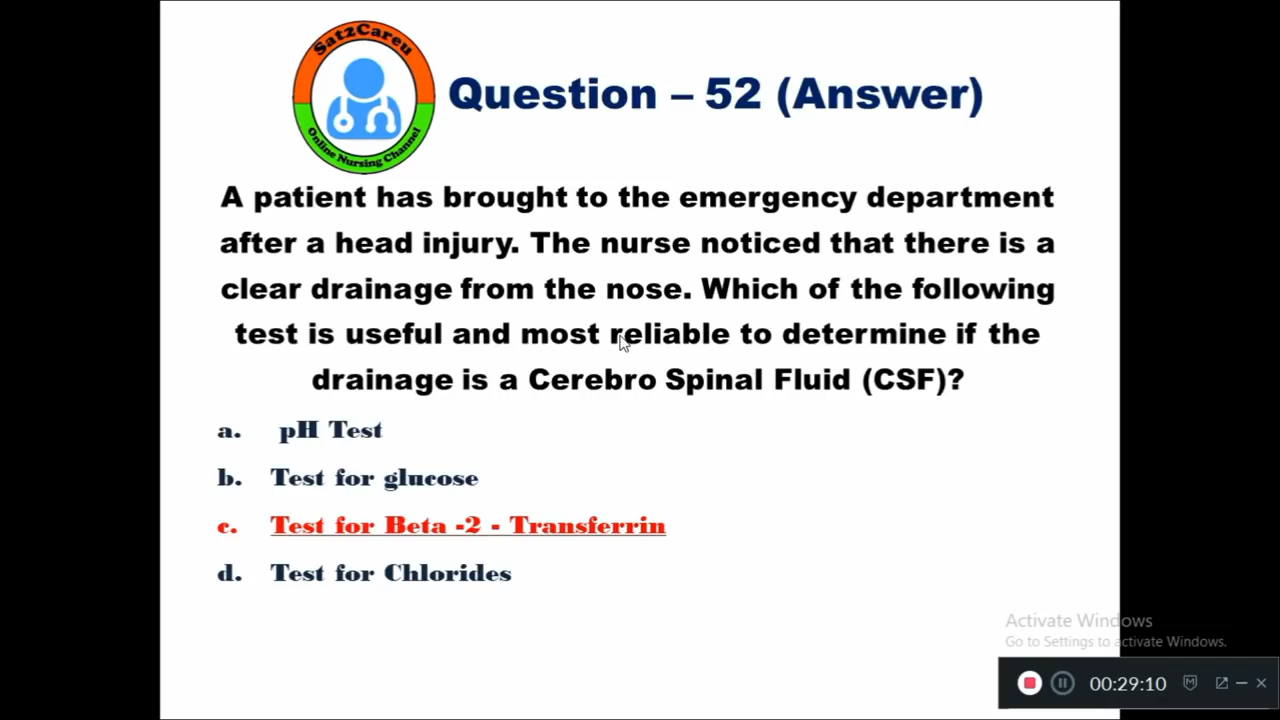 Sat2Careu
Online Nursing Channel
Question – 52 (Answer)
A patient has brought to the emergency department
after a head injury. The nurse noticed that there is a
clear drainage from the nose. Which of the following
test is useful and most reliable to determine if the
drainage is a Cerebro Spinal Fluid (CSF)?
a. pH Test
b. Test for glucose
c. Test for Beta -2 - Transferrin
d. Test for Chlorides
Activate Windows
Go to Settings to activate Windows.
00:29:10